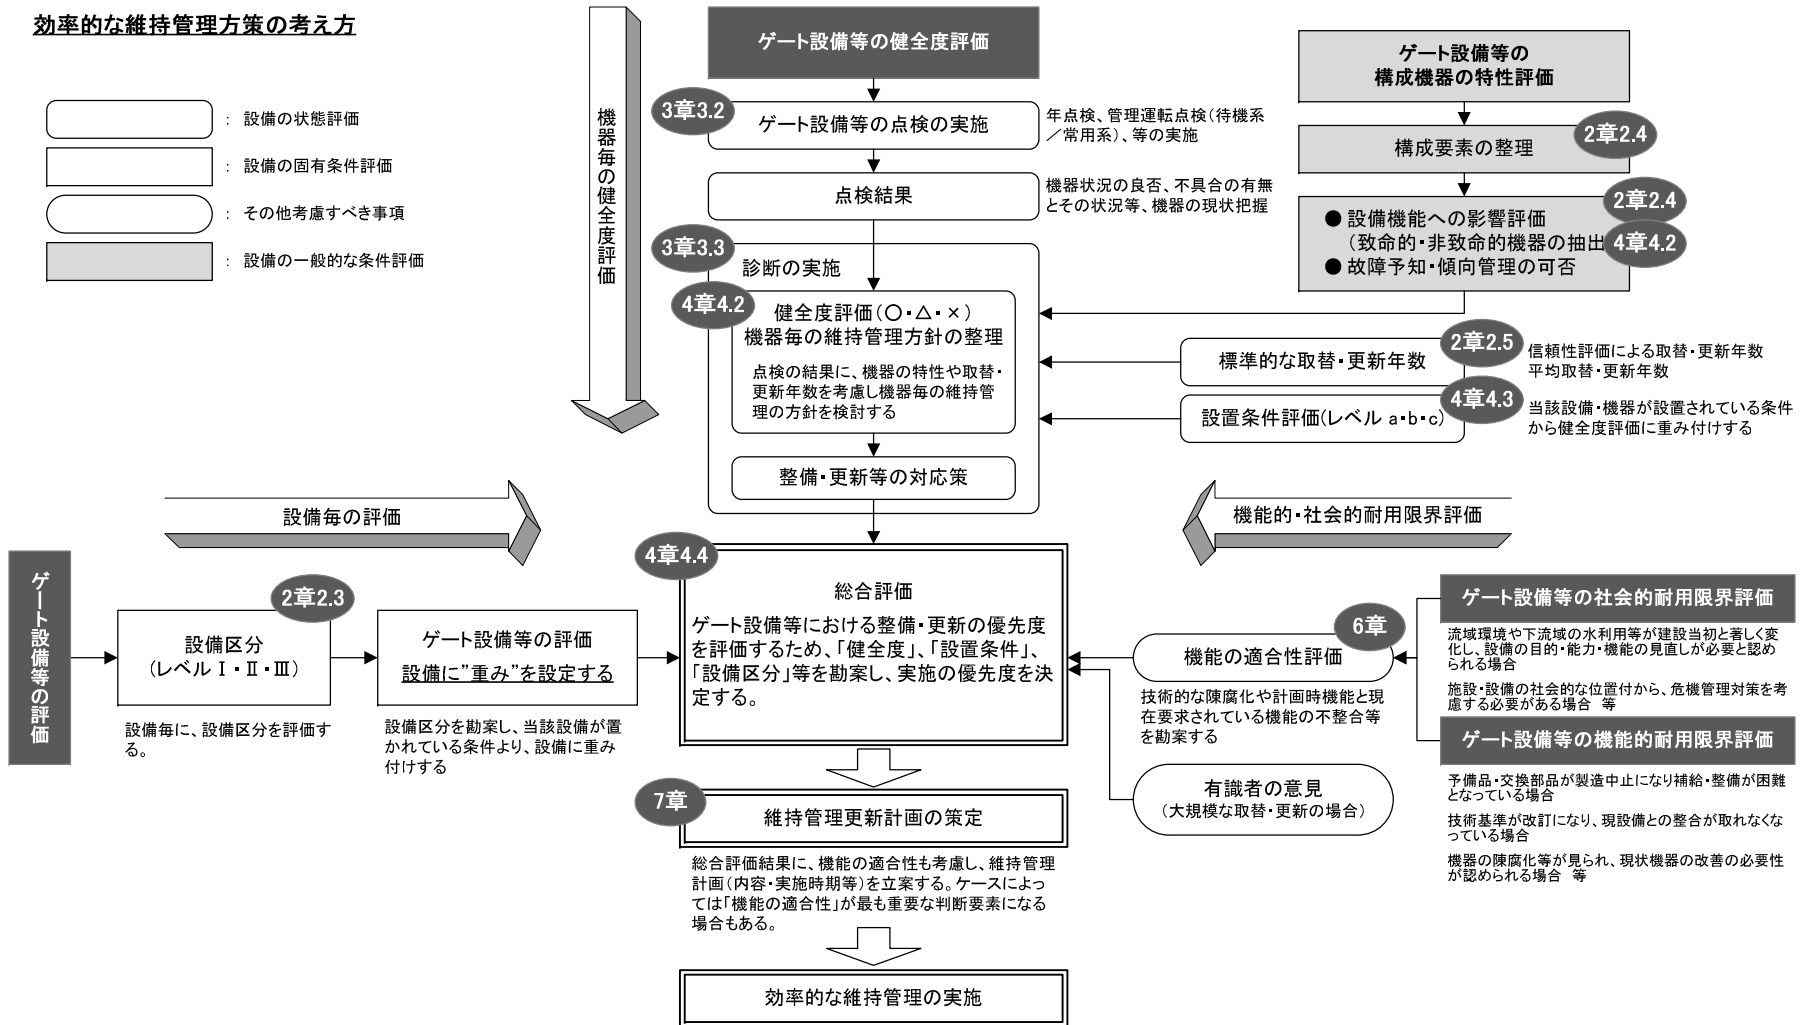 効率的な維持管理方策の考え方
： 設備の状態評価
： 設備の固有条件評価
： その他考慮すべき事項
： 設備の一般的な条件評価
機器毎の健全度評価
ゲート設備等の健全度評価
3章3.2
ゲート設備等の点検の実施
年点検、管理運転点検（待機系
／常用系）、等の実施
点検結果
機器状況の良否、不具合の有無
とその状況等、機器の現状把握
3章3.3
診断の実施
4章4.2
健全度評価（〇・△・×）
機器毎の維持管理方針の整理
点検の結果に、機器の特性や取替・
更新年数を考慮し機器毎の維持管
理の方針を検討する
整備・更新等の対応策
ゲート設備等の
構成機器の特性評価
2章2.4
構成要素の整理
2章2.4
● 設備機能への影響評価
（致命的・非致命的機器の抽出
4章4.2
● 故障予知・傾向管理の可否
2章2.5
標準的な取替・更新年数
信頼性評価による取替・更新年数
平均取替・更新年数
4章4.3
設置条件評価(レベル a・b・c)
当該設備・機器が設置されている条件
から健全度評価に重み付けする
設備毎の評価
機能的・社会的耐用限界評価
ゲート設備等の評価
2章2.3
設備区分
（レベル Ⅰ・Ⅱ・Ⅲ）
設備毎に、設備区分を評価す
る。
ゲート設備等の評価
設備に”重み”を設定する
設備区分を勘案し、当該設備が置
かれている条件より、設備に重み
付けする
4章4.4
総合評価
ゲート設備等における整備・更新の優先度
を評価するため、「健全度」、「設置条件」、
「設備区分」等を勘案し、実施の優先度を決
定する。
6章
機能の適合性評価
技術的な陳腐化や計画時機能と現
在要求されている機能の不整合等
を勘案する
有識者の意見
（大規模な取替・更新の場合）
ゲート設備等の社会的耐用限界評価
流域環境や下流域の水利用等が建設当初と著しく変
化し、設備の目的・能力・機能の見直しが必要と認め
られる場合
施設・設備の社会的な位置付から、危機管理対策を考
慮する必要がある場合 等
ゲート設備等の機能的耐用限界評価
予備品・交換部品が製造中止になり補給・整備が困難
となっている場合
技術基準が改訂になり、現設備との整合が取れなくな
っている場合
機器の陳腐化等が見られ、現状機器の改善の必要性
が認められる場合 等
7章
維持管理更新計画の策定
総合評価結果に、機能の適合性も考慮し、維持管理
計画（内容・実施時期等）を立案する。ケースによっ
ては「機能の適合性」が最も重要な判断要素になる
場合もある。
効率的な維持管理の実施